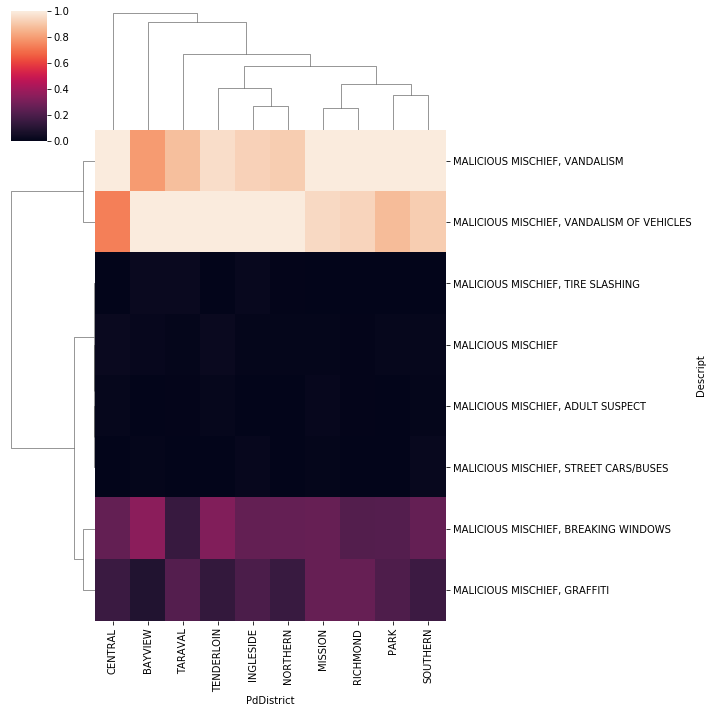 1.0
0.8
0.6
0.4
0.2
0.0
MALICIOUS MISCHIEF, VANDALISM
MALICIOUS MISCHIEF, VANDALISM OF VEHICLES
MALICIOUS MISCHIEF, TIRE SLASHING
MALICIOUS MISCHIEF
MALICIOUS MISCHIEF, ADULT SUSPECT
MALICIOUS MISCHIEF, STREET CARS/BUSES
MALICIOUS MISCHIEF, BREAKING WINDOWS
MALICIOUS MISCHIEF, GRAFFITI
Descript
CENTRAL
BAYVIEW
TARAVAL
TENDERLOIN
INGLESIDE
NORTHERN
MISSION
RICHMOND
PARK
SOUTHERN
PdDistrict